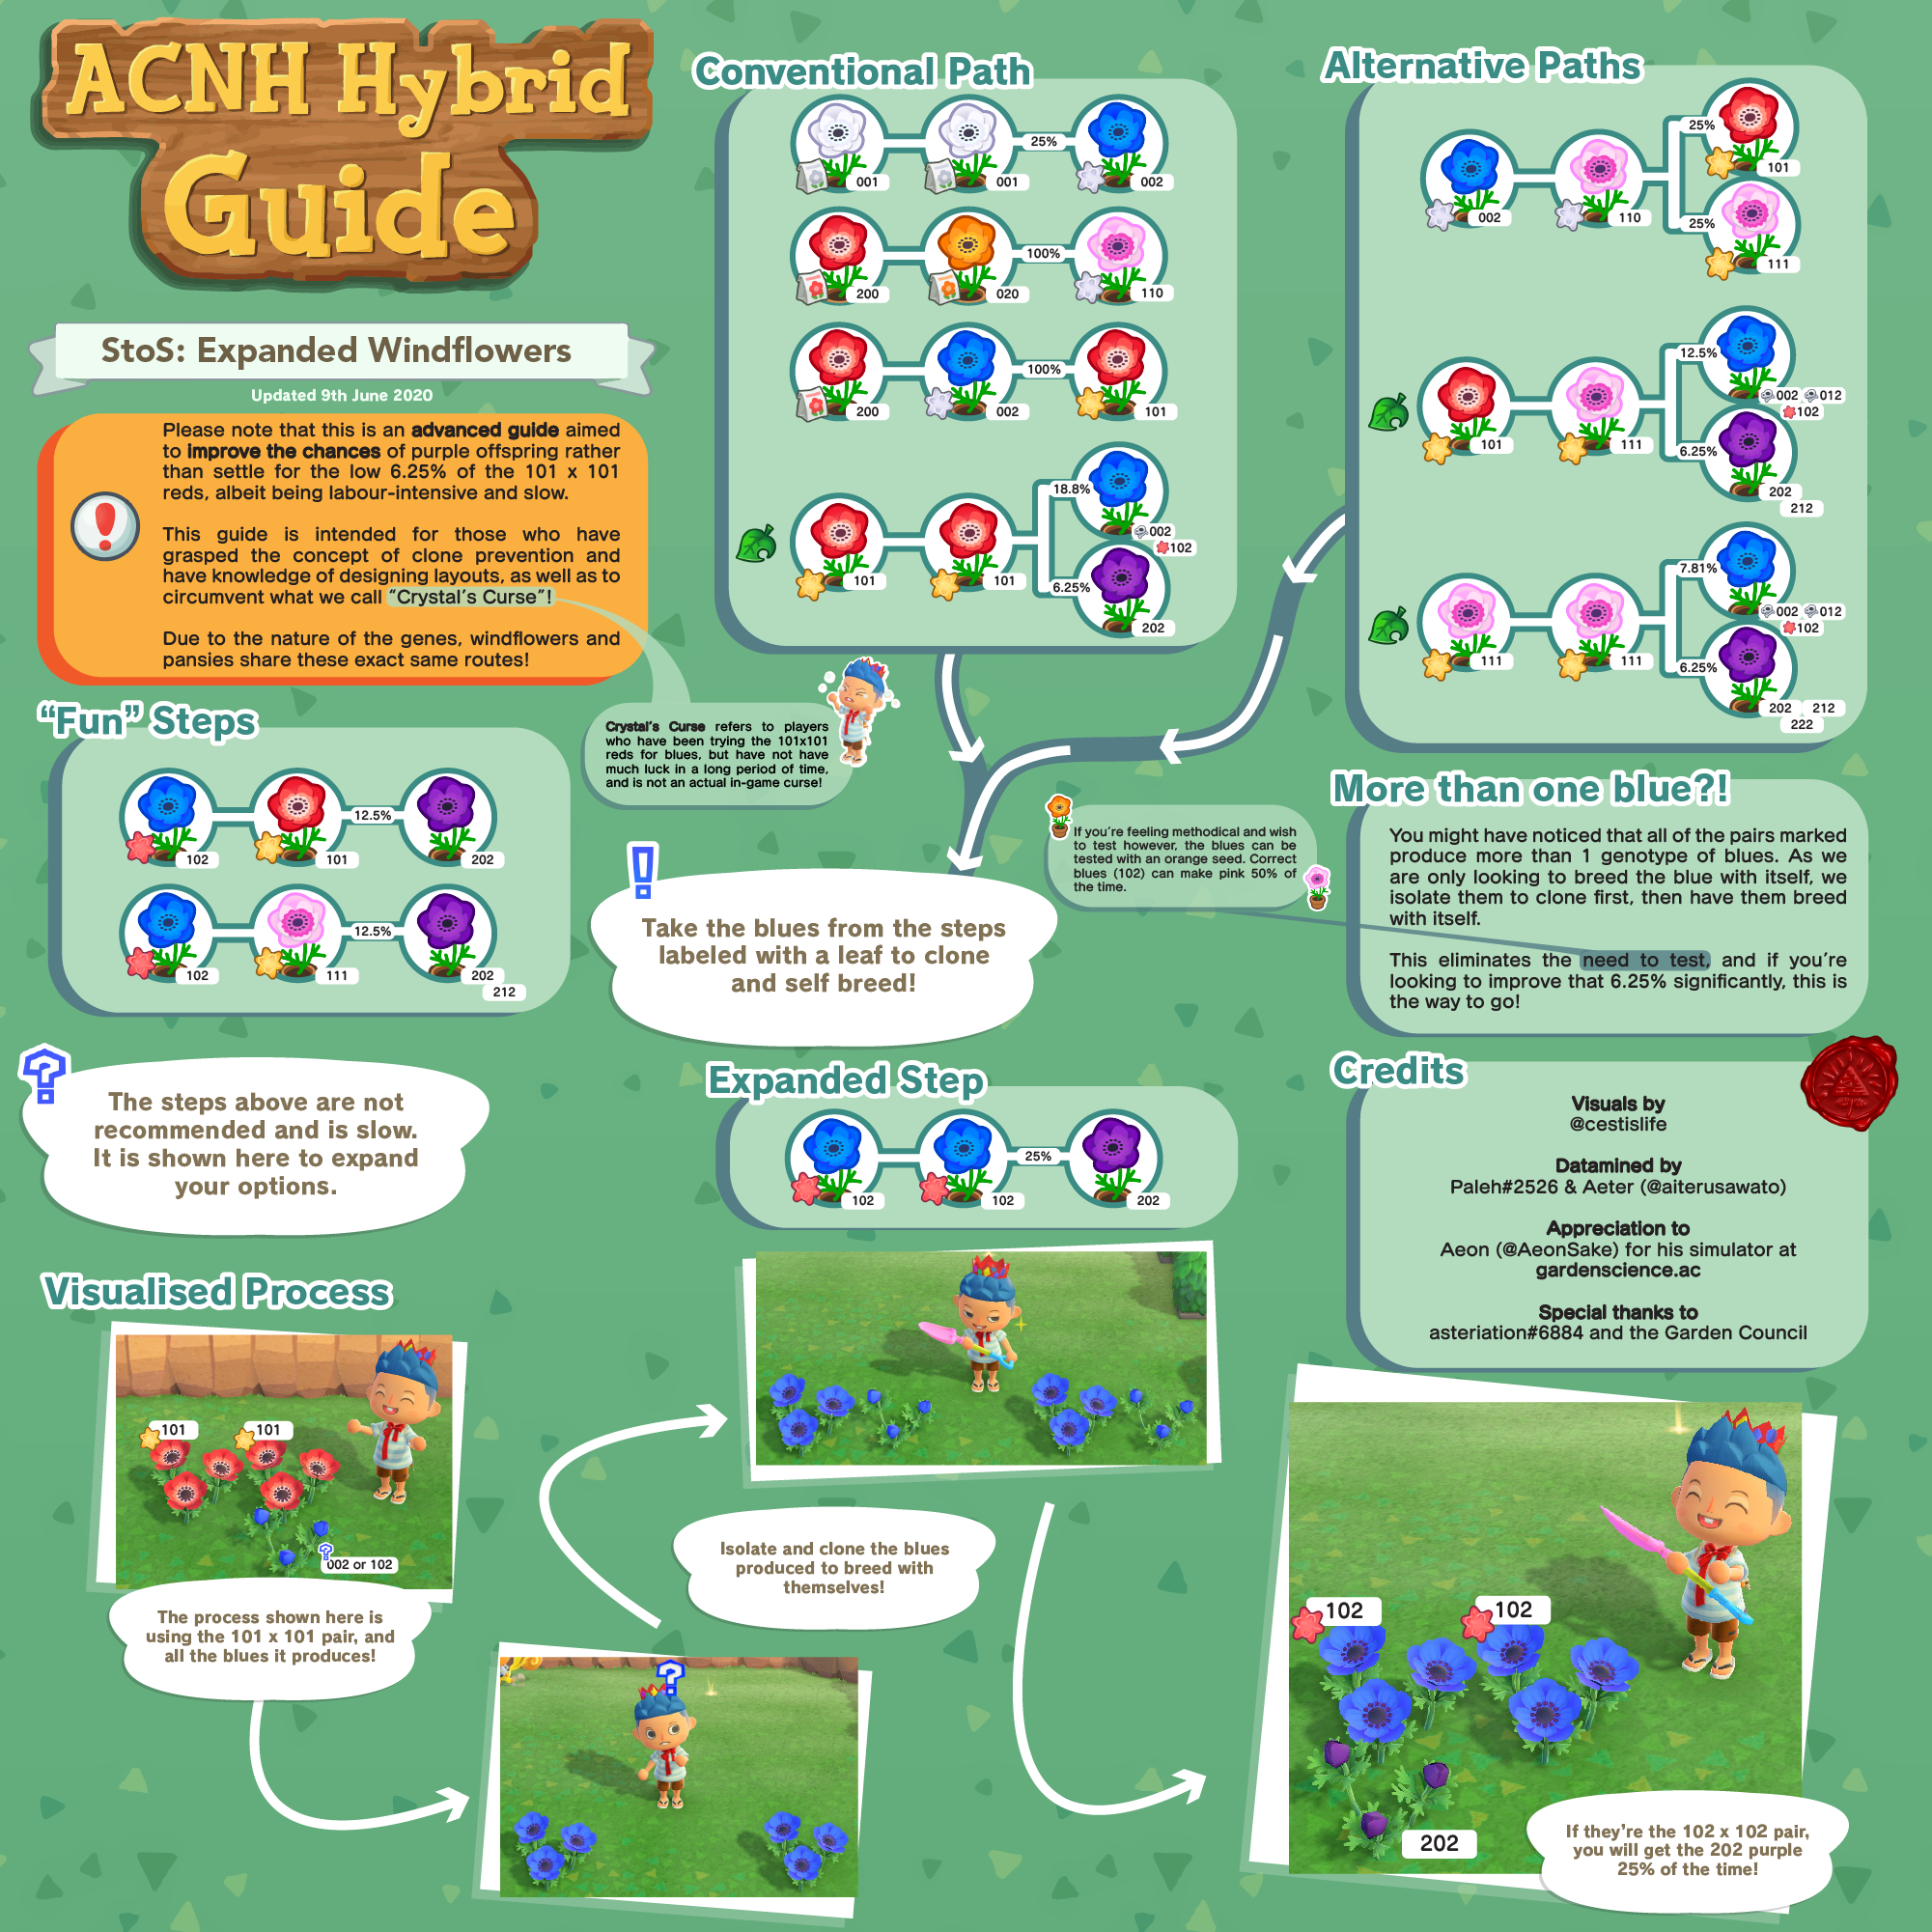 ACNH Hybrid
Guide
StoS: Expanded Windflowers
Updated 9th June 2020
Please note that this is an advanced guide aimed
to improve the chances of purple offspring rather
than settle for the low 6.25% of the 101 x 101
reds, albeit being labour-intensive and slow.
This guide is intended for those who have
grasped the concept of clone prevention and
have knowledge of designing layouts, as well as to
circumvent what we call "Crystal's Curse"!
Due to the nature of the genes, windflowers and
pansies share these exact same routes!
Crystal's Curse refers to players
who have been trying the 101x101
reds for blues, but have not have
much luck in a long period of time,
and is not an actual in-game curse!
Conventional Path
25%
001
001
002
100%
200
020
110
100%
200
002
101
18.8%
002
102
6.25%
101
101
202
Alternative Paths
25%
101
002
110
25%
111
12.5%
002
012
102
101
111
6.25%
202
212
7.81%
002
012
102
111
111
6.25%
202
212
222
"Fun" Steps
12.5%
102
101
202
12.5%
102
111
202
212
?
The steps above are not
recommended and is slow.
It is shown here to expand
your options.
!
Take the blues from the steps
labeled with a leaf to clone
and self breed!
If you're feeling methodical and wish
to test however, the blues can be
tested with an orange seed. Correct
blues (102) can make pink 50% of
the time.
More than one blue?!
You might have noticed that all of the pairs marked
produce more than 1 genotype of blues. As we
are only looking to breed the blue with itself, we
isolate them to clone first, then have them breed
with itself.
This eliminates the need to test, and if you're
looking to improve that 6.25% significantly, this is
the way to go!
Expanded Step
25%
102
102
202
Credits
Visuals by
@cestislife
Datamined by
Paleh#2526 & Aeter (@aiterusawato)
Appreciation to
Aeon (@AeonSake) for his simulator at
gardenscience.ac
Special thanks to
asteriation#6884 and the Garden Council
Visualised Process
101
101
?
002 or 102
The process shown here is
using the 101 x 101 pair, and
all the blues it produces!
?
Isolate and clone the blues
produced to breed with
themselves!
102
102
202
If they're the 102 x 102 pair,
you will get the 202 purple
25% of the time!